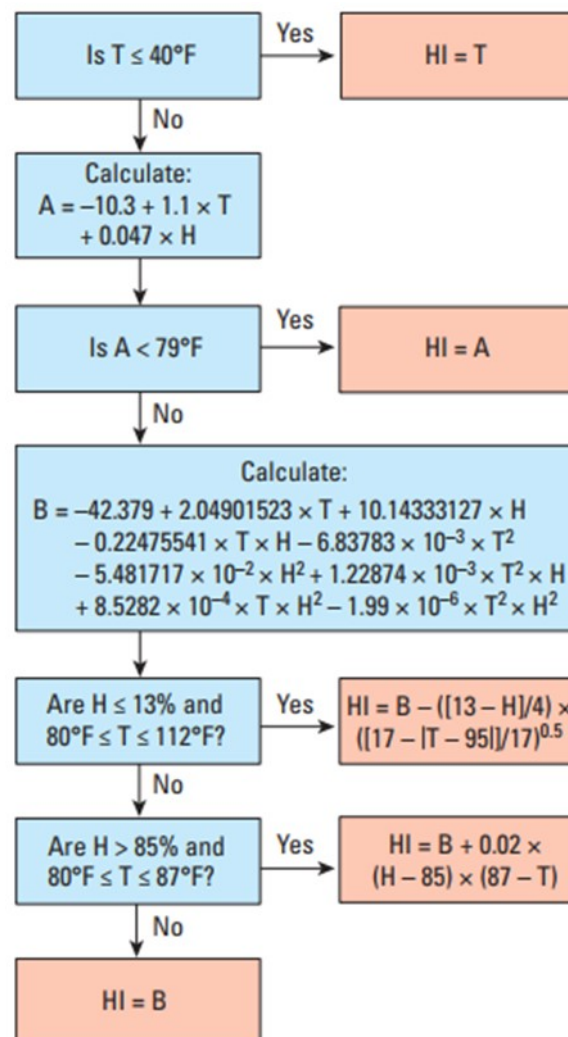 Is T ≤ 40°F
Yes
HI = T
No
Calculate:
A = –10.3 + 1.1 × T
+ 0.047 × H
Is A < 79°F
Yes
HI = A
No
Calculate:
B = –42.379 + 2.04901523 × T + 10.14333127 × H
– 0.22475541 × T × H – 6.83783 × 10⁻³ × T²
– 5.481717 × 10⁻² × H² + 1.22874 × 10⁻³ × T² × H
+ 8.5282 × 10⁻⁴ × T × H² – 1.99 × 10⁻⁶ × T² × H²
Are H ≤ 13% and
80°F ≤ T ≤ 112°F?
Yes
HI = B – ([13 – H]/4) ×
([17 – |T – 95|]/17)⁰·⁵
No
Are H > 85% and
80°F ≤ T ≤ 87°F?
Yes
HI = B + 0.02 ×
(H – 85) × (87 – T)
No
HI = B